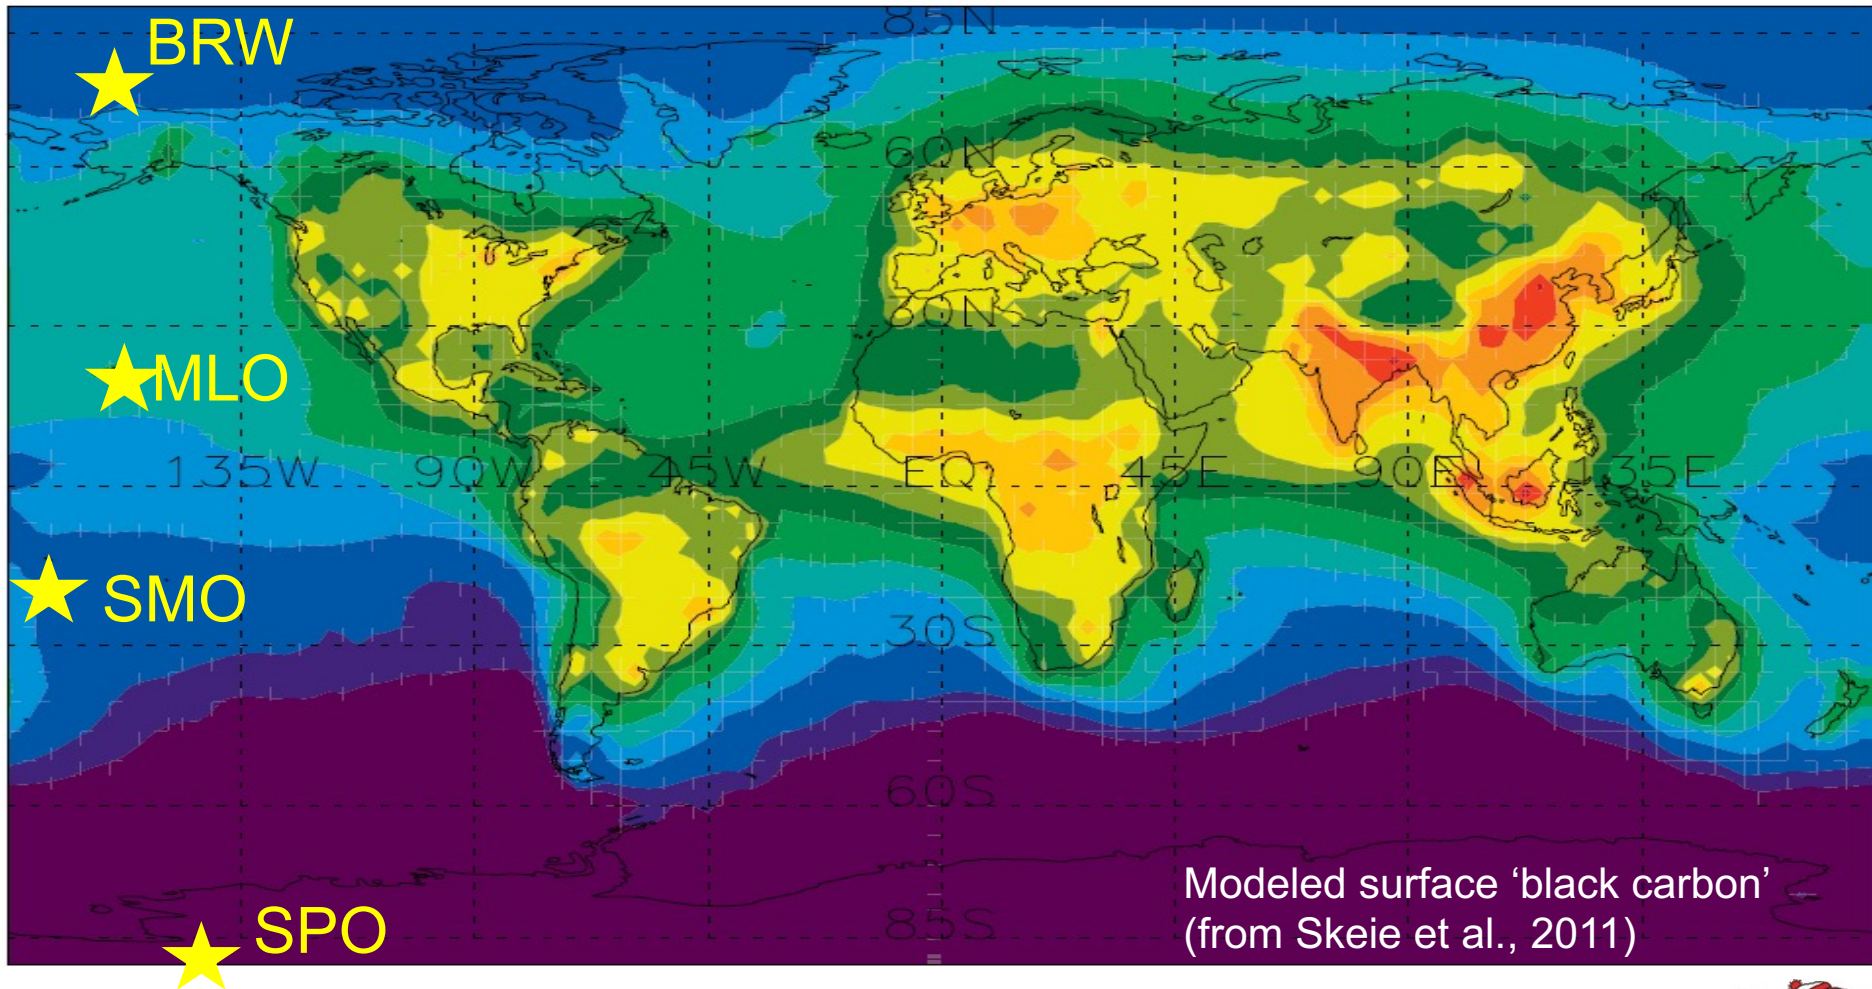 85N
BRW
60N
30N
MLO
135W
90W
45W
EQ
45E
90E
135E
SMO
30S
60S
Modeled surface ‘black carbon’
(from Skeie et al., 2011)
SPO
85S